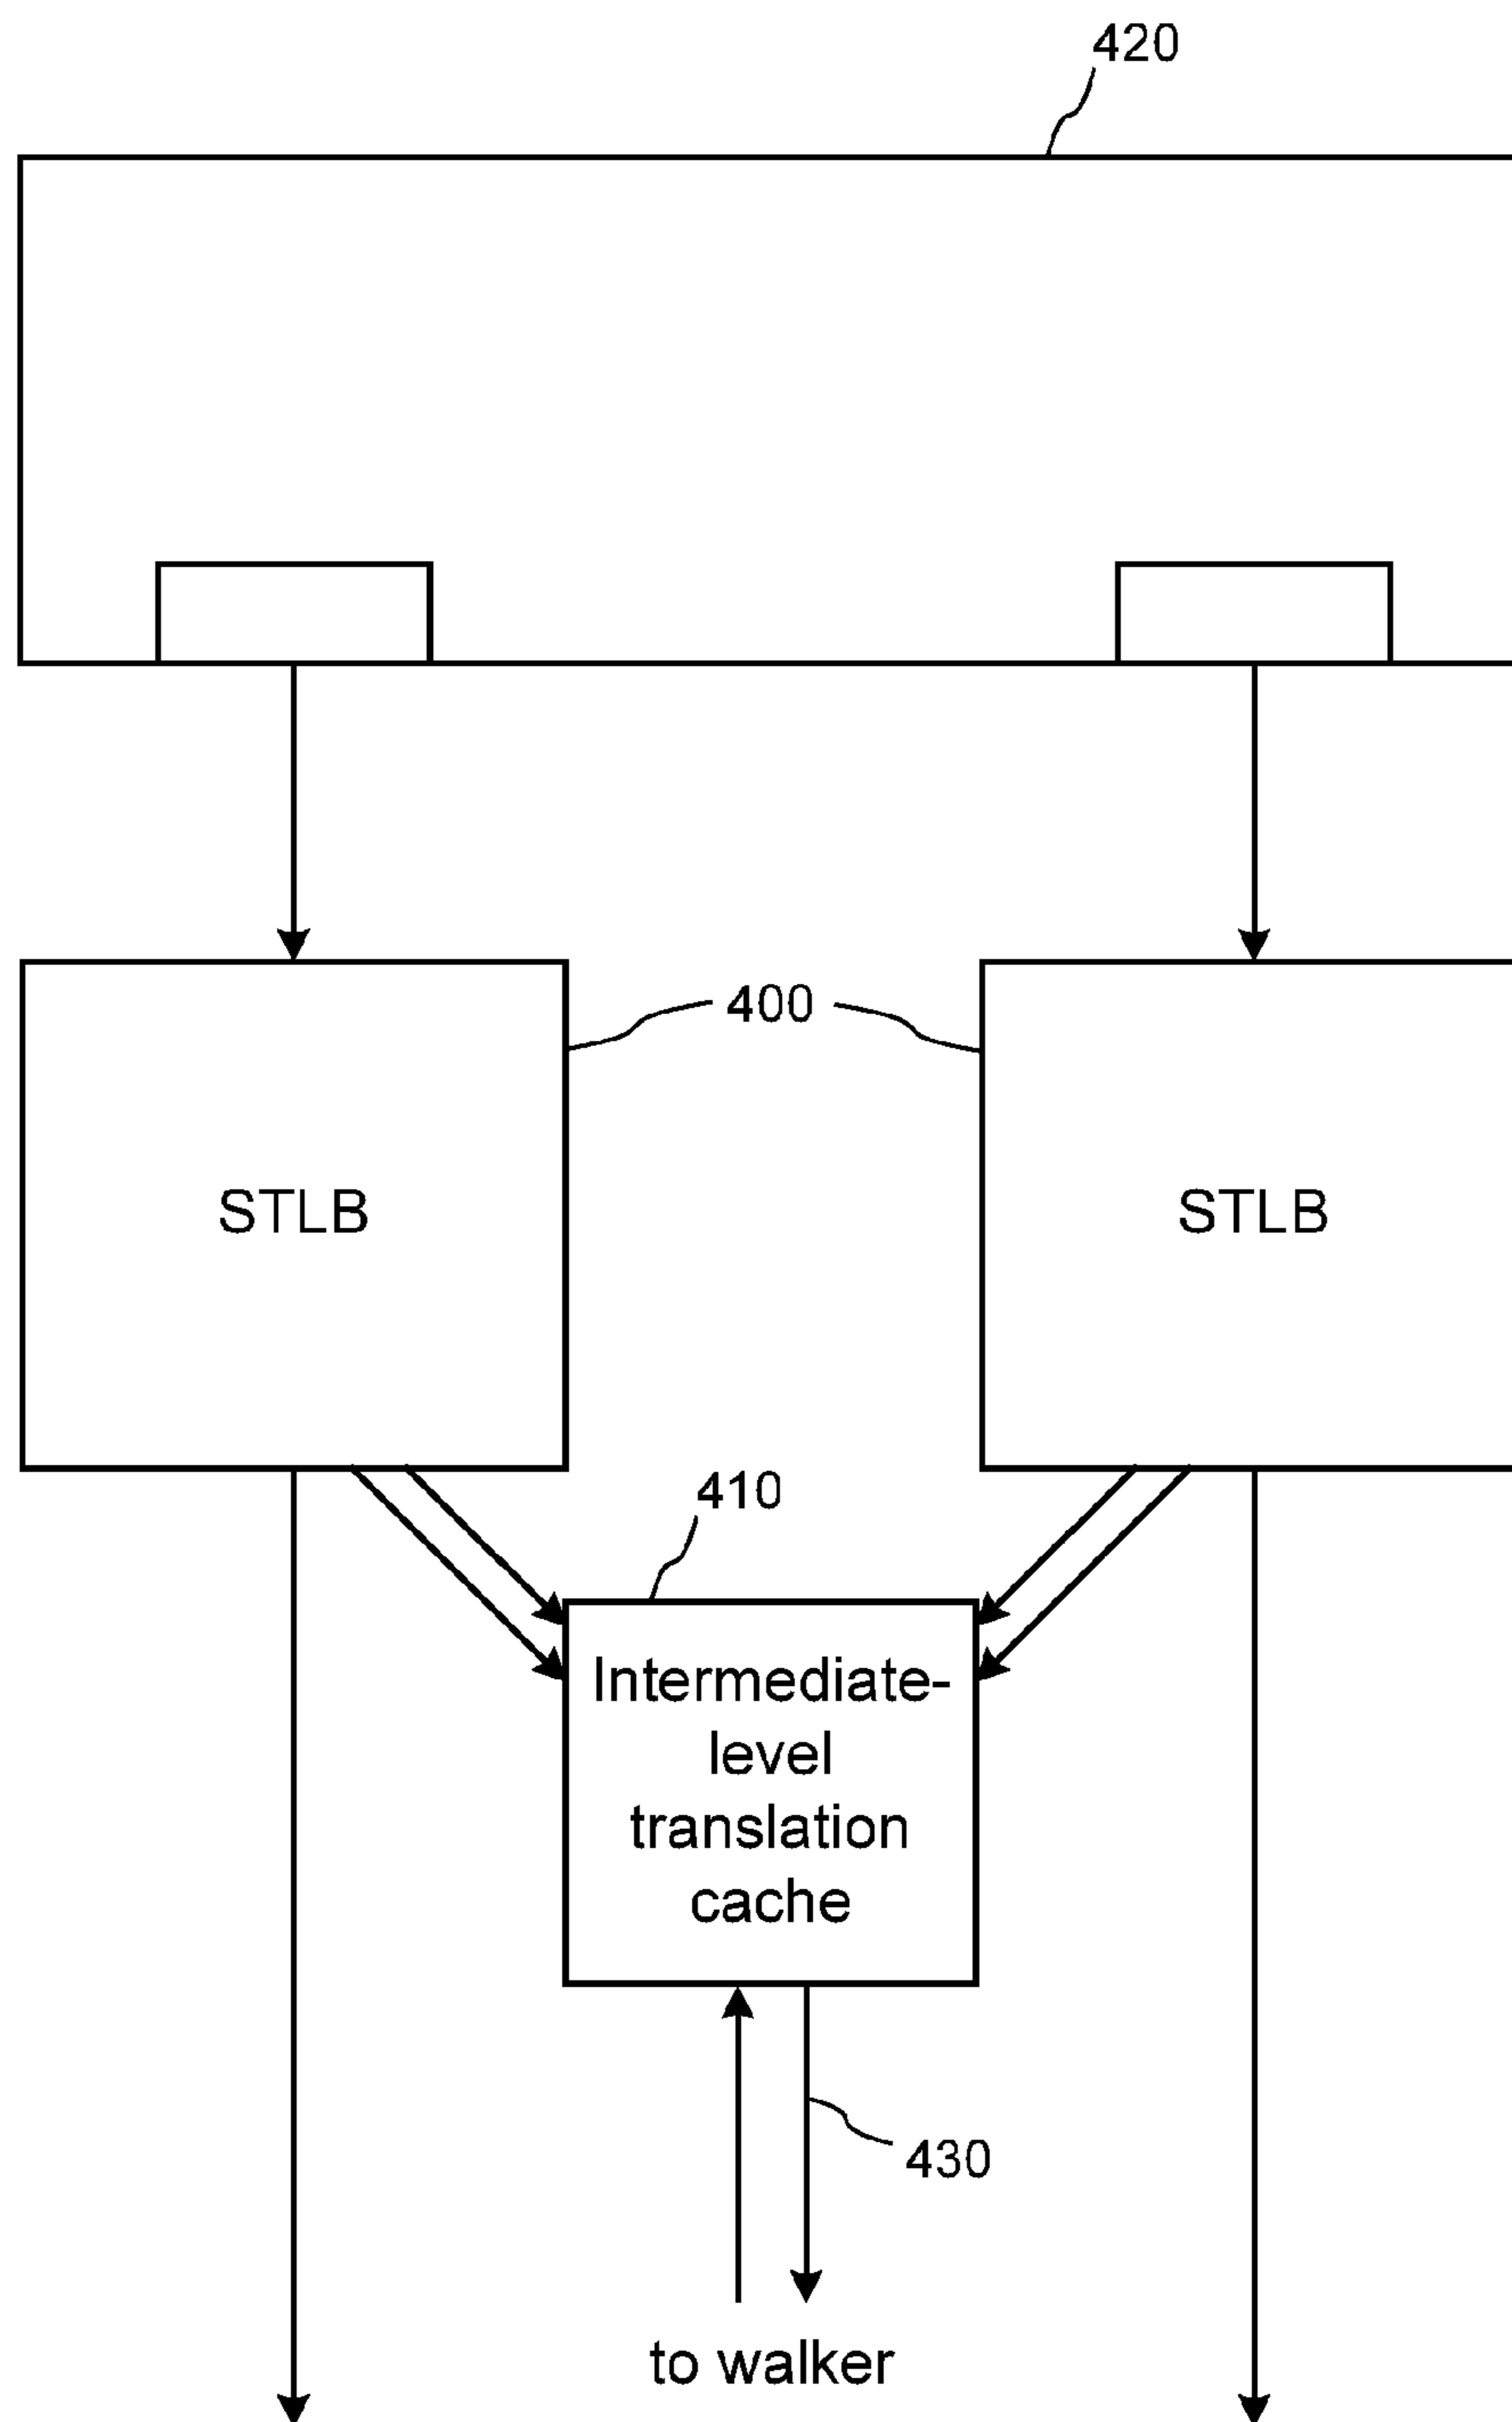 420
400
STLB
STLB
410
Intermediate-
level
translation
cache
430
to walker